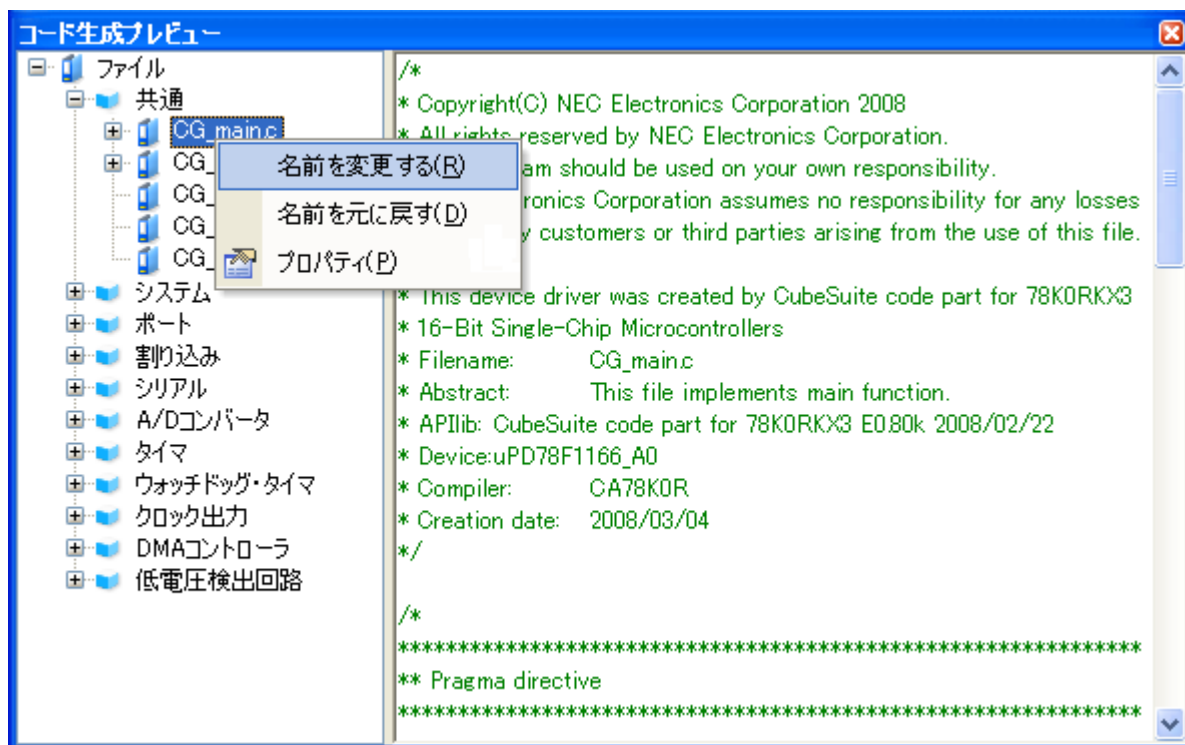 コード生成プレビュー
ファイル
共通
CG_main.c
CG_
CG_
CG_
CG_
システム
ポート
割り込み
シリアル
A/Dコンバータ
タイマ
ウォッチドッグ・タイマ
クロック出力
DMAコントローラ
低電圧検出回路
名前を変更する(R)
名前を元に戻す(D)
プロパティ(P)
/*
* Copyright(C) NEC Electronics Corporation 2008
* All rights reserved by NEC Electronics Corporation.
am should be used on your own responsibility.
ronics Corporation assumes no responsibility for any losses
y customers or third parties arising from the use of this file.
* This device driver was created by CubeSuite code part for 78K0RKX3
* 16-Bit Single-Chip Microcontrollers
* Filename: CG_main.c
* Abstract: This file implements main function.
* APIlib: CubeSuite code part for 78K0RKX3 E0.80k 2008/02/22
* Device:uPD78F1166_A0
* Compiler: CA78K0R
* Creation date: 2008/03/04
*/
/*
*******************************************************************
** Pragma directive
*******************************************************************